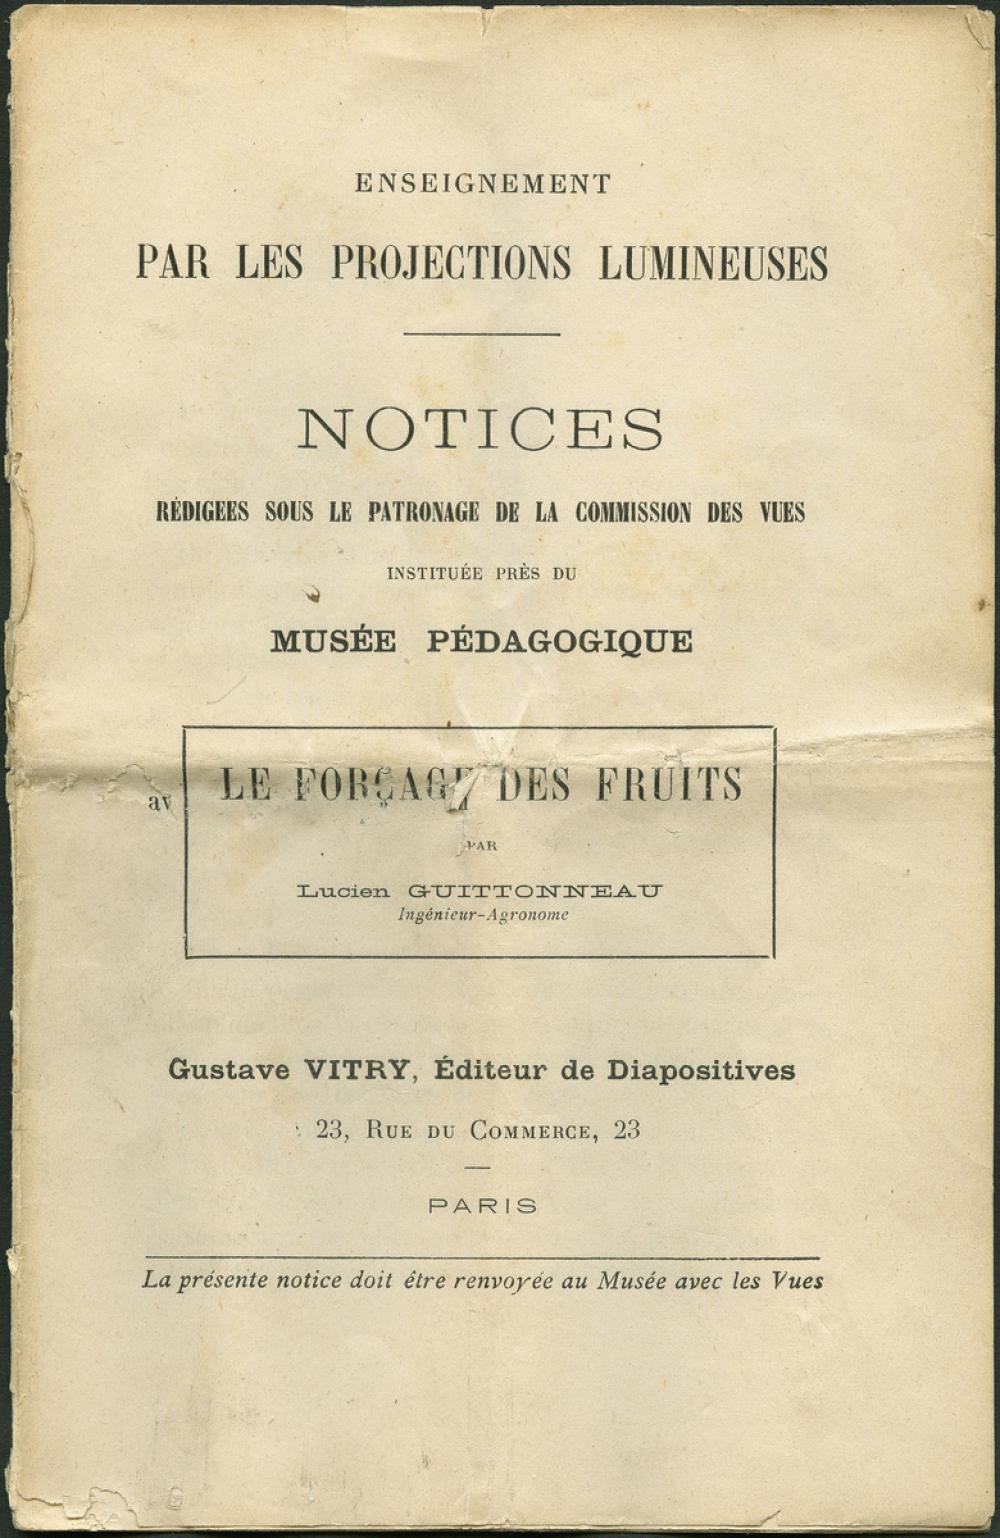 ENSEIGNEMENT
PAR LES PROJECTIONS LUMINEUSES
NOTICES
RÉDIGEES SOUS LE PATRONAGE DE LA COMMISSION DES VUES
INSTITUÉE PRÈS DU
MUSÉE PÉDAGOGIQUE
LE FORÇAGE DES FRUITS
av
PAR
Lucien GUITTONNEAU
Ingénieur-Agronome
Gustave VITRY, Éditeur de Diapositives
23, RUE DU COMMERCE, 23
PARIS
La présente notice doit être renvoyée au Musée avec les Vues